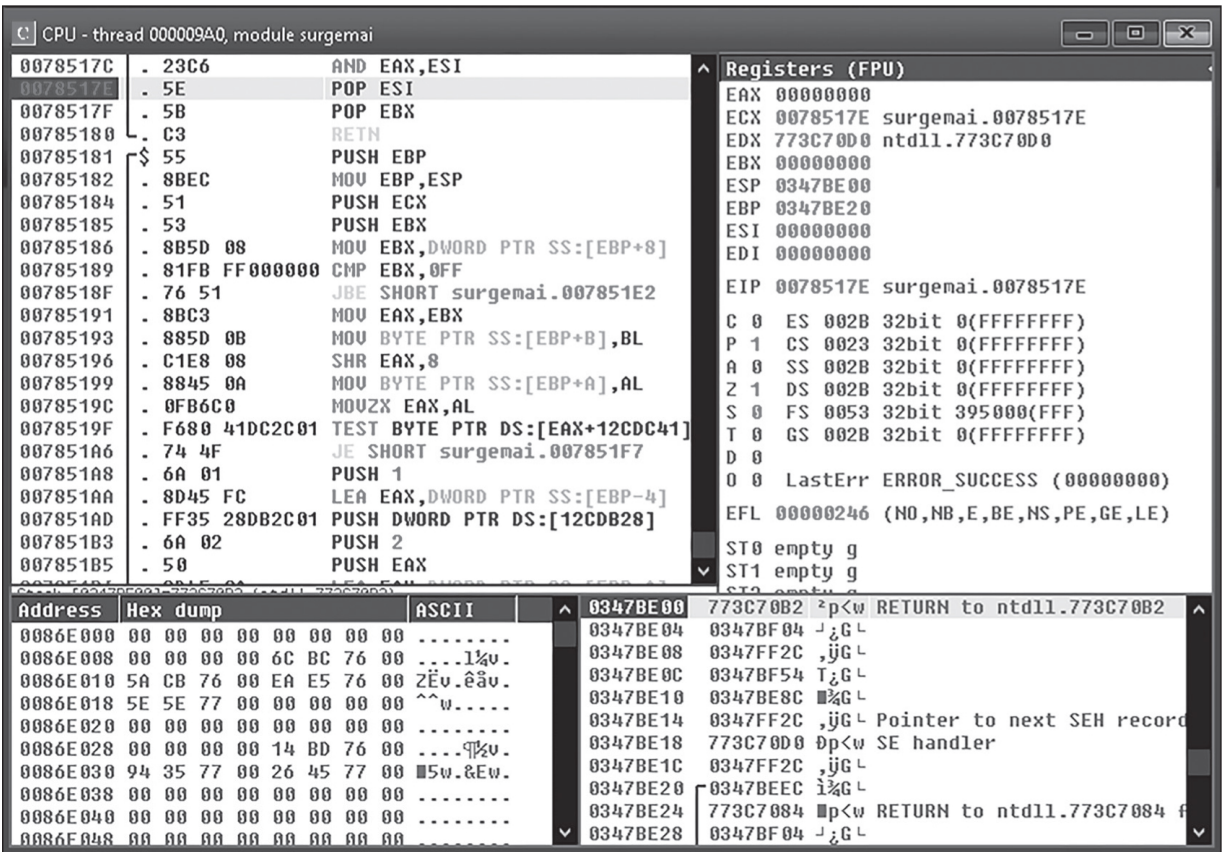 CPU - thread 000009A0, module surgemai
0078517C . 23C6 AND EAX,ESI
0078517E . 5E POP ESI
0078517F . 5B POP EBX
00785180 . C3 RETN
00785181 $ 55 PUSH EBP
00785182 . 8BEC MOV EBP,ESP
00785184 . 51 PUSH ECX
00785185 . 53 PUSH EBX
00785186 . 8B5D 08 MOV EBX,DWORD PTR SS:[EBP+8]
00785189 . 81FB FF000000 CMP EBX,0FF
0078518F . 76 51 JBE SHORT surgemai.007851E2
00785191 . 8BC3 MOV EAX,EBX
00785193 . 885D 0B MOV BYTE PTR SS:[EBP+B],BL
00785196 . C1E8 08 SHR EAX,8
00785199 . 8845 0A MOV BYTE PTR SS:[EBP+A],AL
0078519C . 0FB6C0 MOVZX EAX,AL
0078519F . F680 41DC2C01 TEST BYTE PTR DS:[EAX+12CDC41]
007851A6 . 74 4F JE SHORT surgemai.007851F7
007851A8 . 6A 01 PUSH 1
007851AA . 8D45 FC LEA EAX,DWORD PTR SS:[EBP-4]
007851AD . FF35 28DB2C01 PUSH DWORD PTR DS:[12CDB28]
007851B3 . 6A 02 PUSH 2
007851B5 . 50 PUSH EAX
Registers (FPU)
EAX 00000000
ECX 0078517E surgemai.0078517E
EDX 773C70D0 ntdll.773C70D0
EBX 00000000
ESP 0347BE00
EBP 0347BE20
ESI 00000000
EDI 00000000
EIP 0078517E surgemai.0078517E
C 0 ES 002B 32bit 0(FFFFFFFF)
P 1 CS 0023 32bit 0(FFFFFFFF)
A 0 SS 002B 32bit 0(FFFFFFFF)
Z 1 DS 002B 32bit 0(FFFFFFFF)
S 0 FS 0053 32bit 395000(FFF)
T 0 GS 002B 32bit 0(FFFFFFFF)
D 0
O 0 LastErr ERROR_SUCCESS (00000000)
EFL 00000246 (NO,NB,E,BE,NS,PE,GE,LE)
ST0 empty g
ST1 empty g
Address Hex dump ASCII
0086E000 00 00 00 00 00 00 00 00 ........
0086E008 00 00 00 00 6C BC 76 00 ....l¼v.
0086E010 5A CB 76 00 EA E5 76 00 ZËv.êåv.
0086E018 5E 5E 77 00 00 00 00 00 ^^w.....
0086E020 00 00 00 00 00 00 00 00 ........
0086E028 00 00 00 00 14 BD 76 00 ....¶½v.
0086E030 94 35 77 00 26 45 77 00 5w.&Ew.
0086E038 00 00 00 00 00 00 00 00 ........
0086E040 00 00 00 00 00 00 00 00 ........
0086E048 00 00 00 00 00 00 00 00 ........
0347BE00 773C70B2 ²p<w RETURN to ntdll.773C70B2
0347BE04 0347BF04 ┘¿G└
0347BE08 0347FF2C ,ÿG└
0347BE0C 0347BF54 T¿G└
0347BE10 0347BE8C ¾G└
0347BE14 0347FF2C ,ÿG└ Pointer to next SEH record
0347BE18 773C70D0 Ðp<w SE handler
0347BE1C 0347FF2C ,ÿG└
0347BE20 0347BEEC ì¾G└
0347BE24 773C7084 p<w RETURN to ntdll.773C7084 f
0347BE28 0347BF04 ┘¿G└